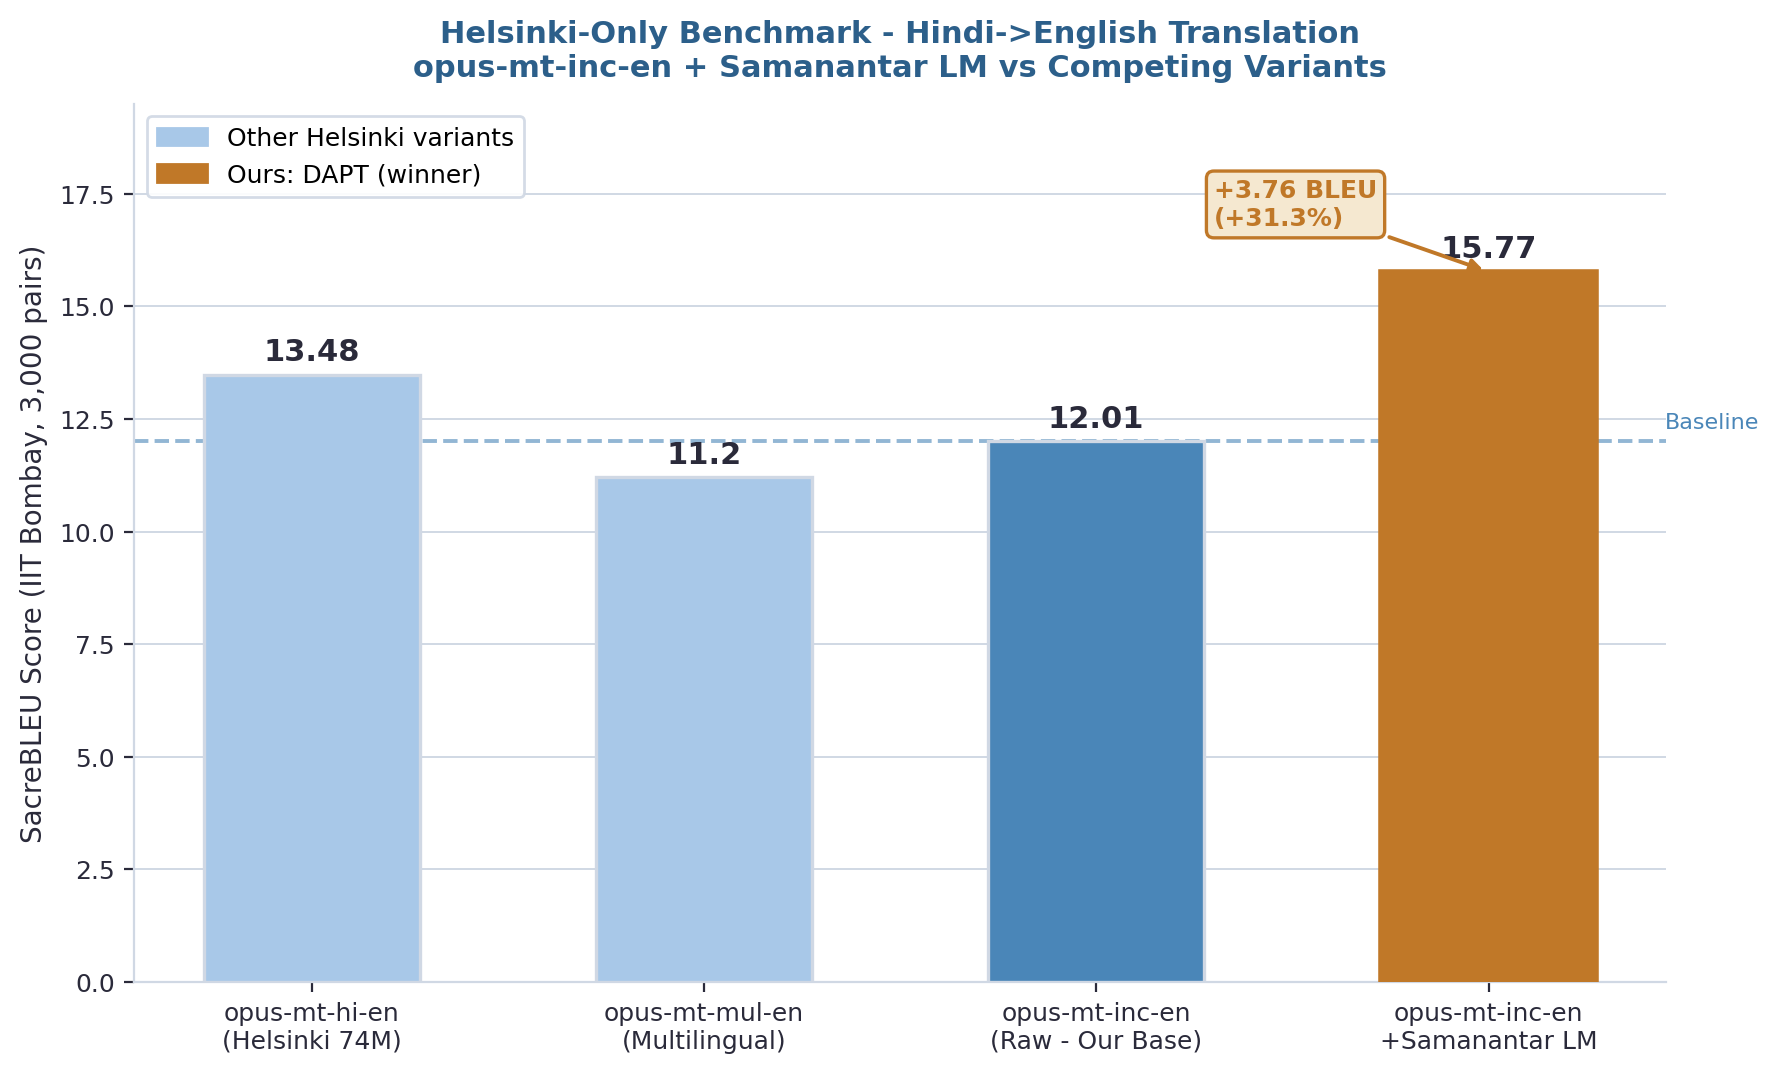 Helsinki-Only Benchmark - Hindi->English Translation
opus-mt-inc-en + Samanantar LM vs Competing Variants
Other Helsinki variants
Ours: DAPT (winner)
SacreBLEU Score (IIT Bombay, 3,000 pairs)
17.5
15.0
12.5
10.0
7.5
5.0
2.5
0.0
+3.76 BLEU
(+31.3%)
13.48
11.2
12.01
15.77
Baseline
opus-mt-hi-en
(Helsinki 74M)
opus-mt-mul-en
(Multilingual)
opus-mt-inc-en
(Raw - Our Base)
opus-mt-inc-en
+Samanantar LM